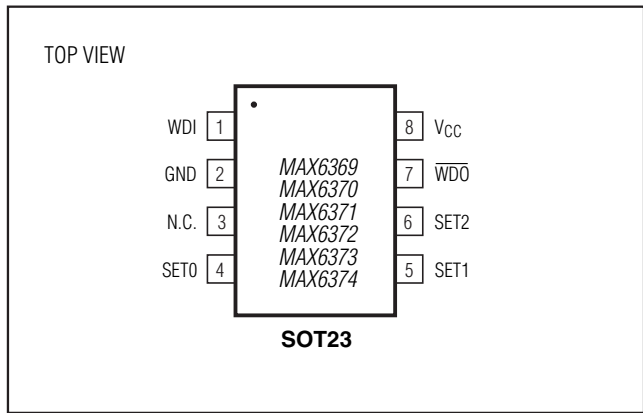 TOP VIEW
WDI 1
GND 2
N.C. 3
SET0 4
MAX6369
MAX6370
MAX6371
MAX6372
MAX6373
MAX6374
8 VCC
7 WDO
6 SET2
5 SET1
SOT23